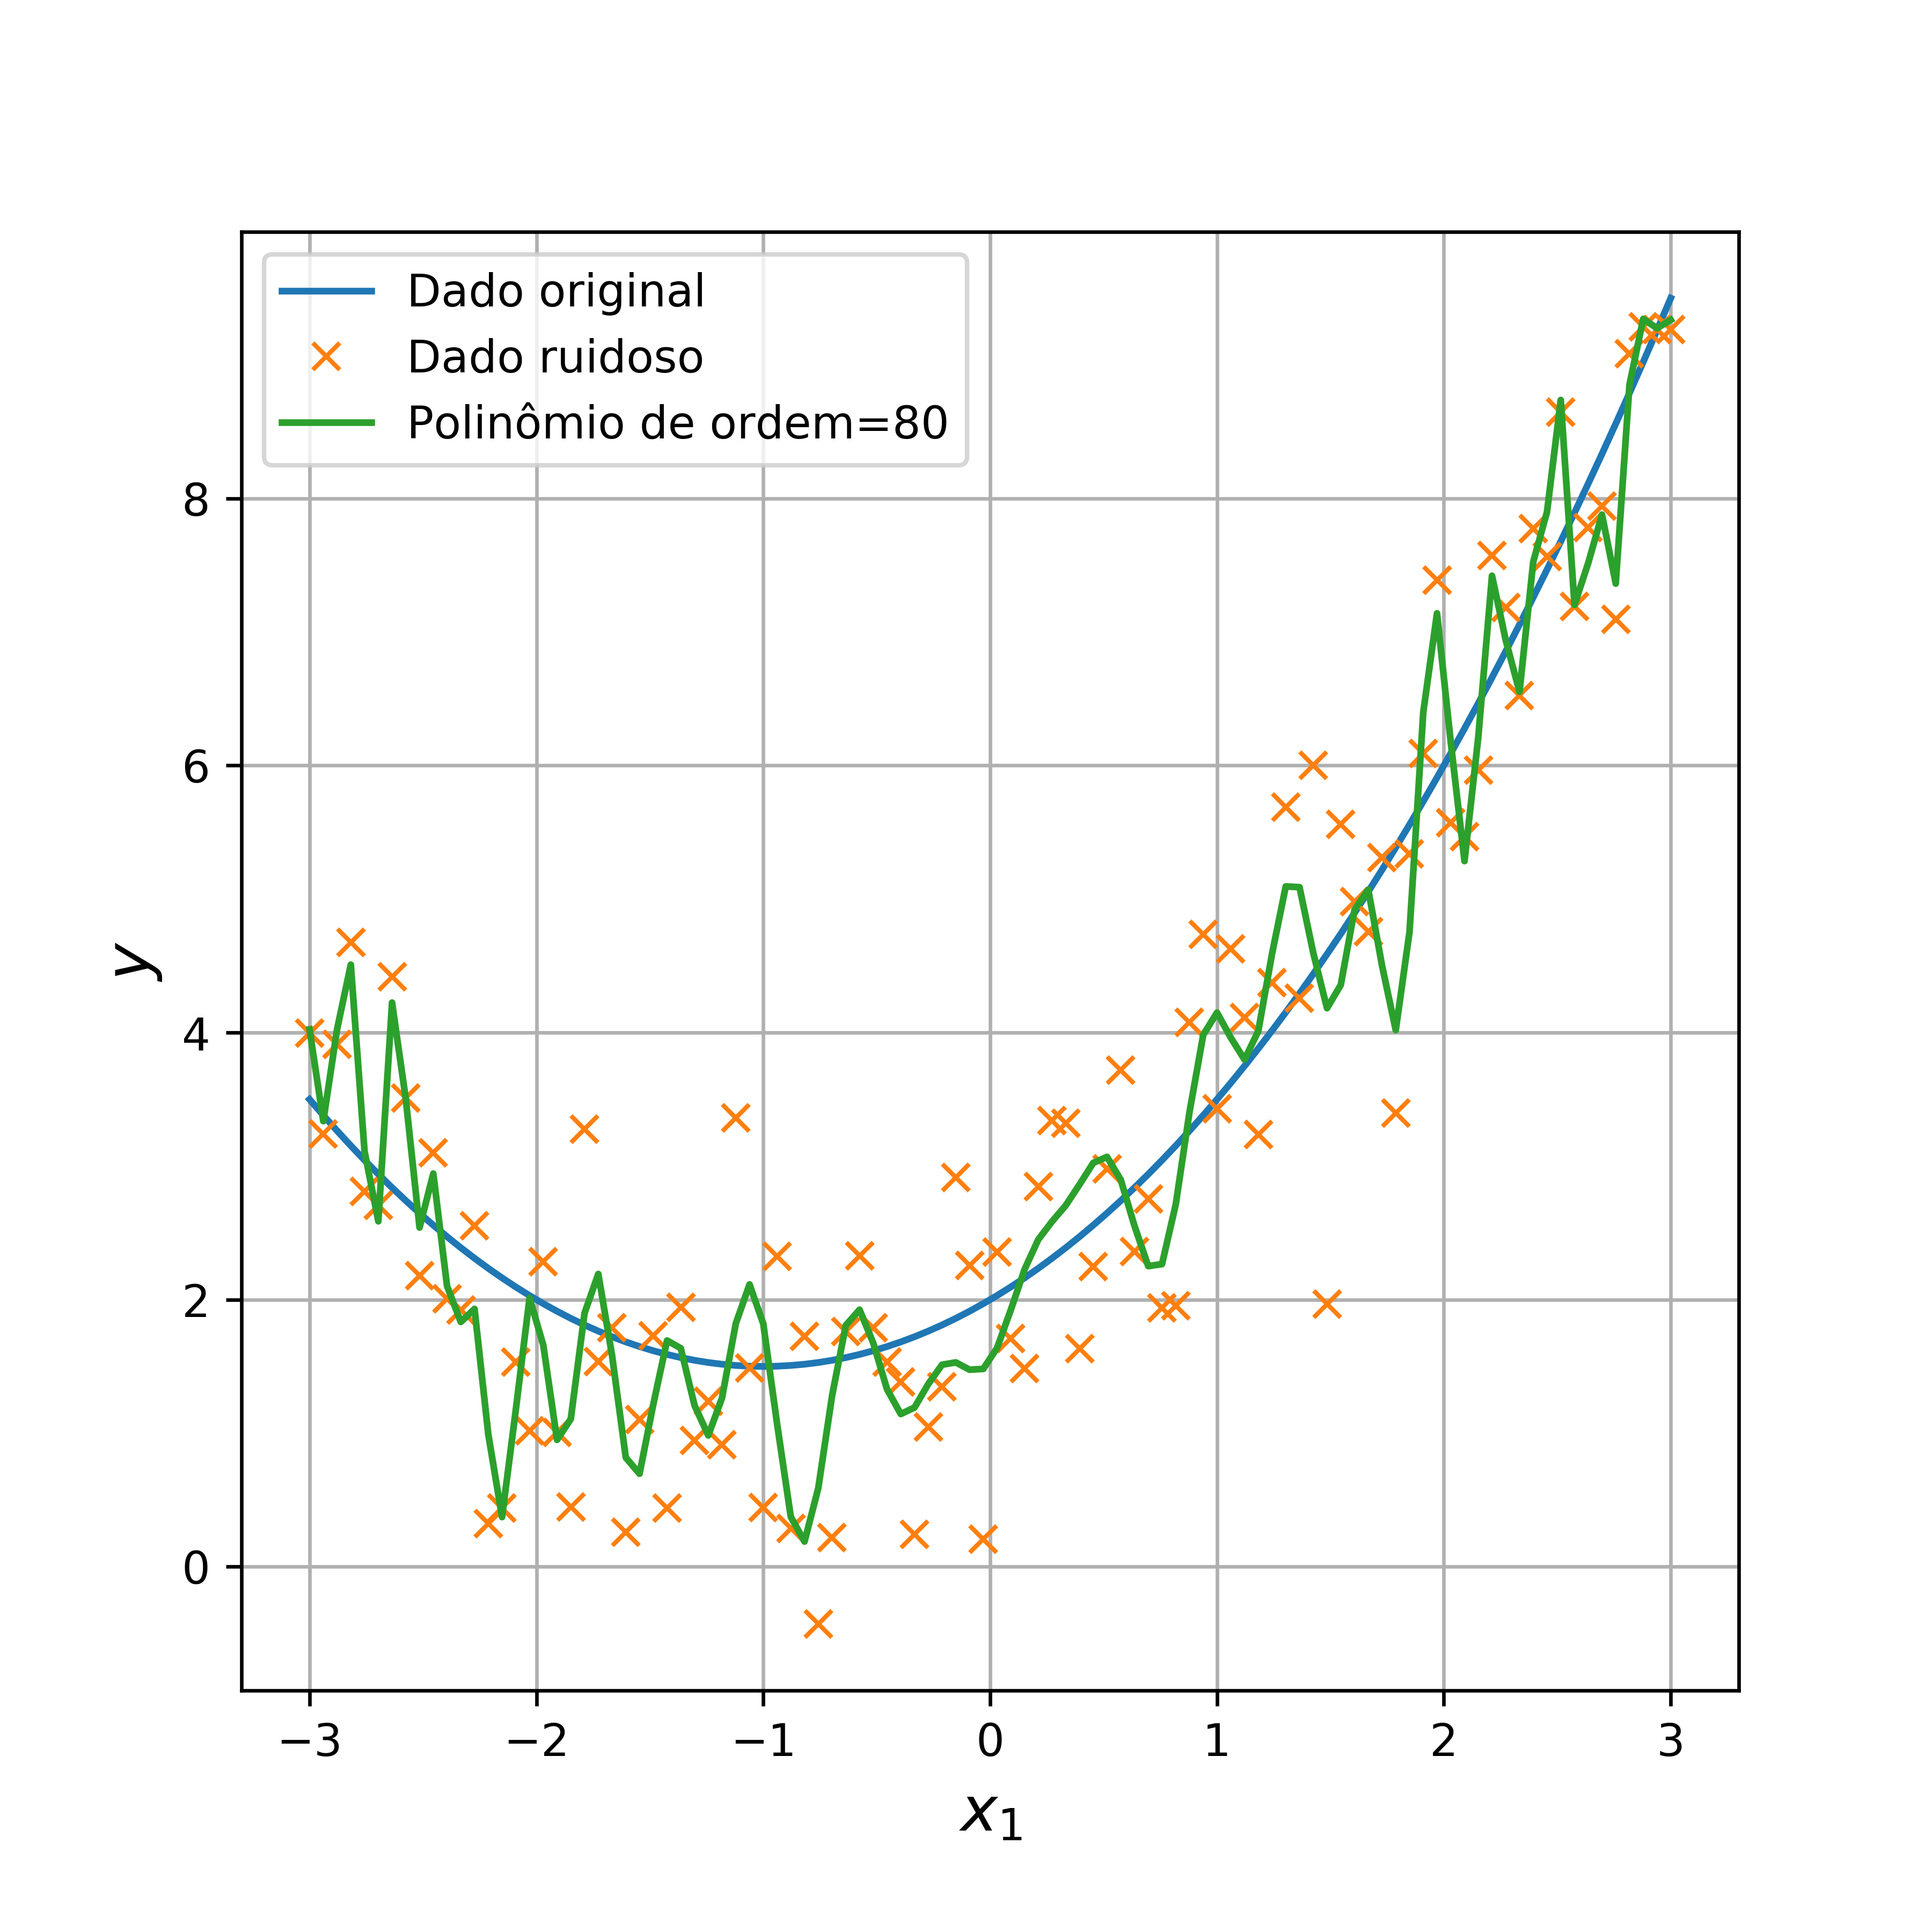 Dado original
Dado ruidoso
Polinômio de ordem=80
8
6
4
2
0
y
−3 −2 −1 0 1 2 3
x₁